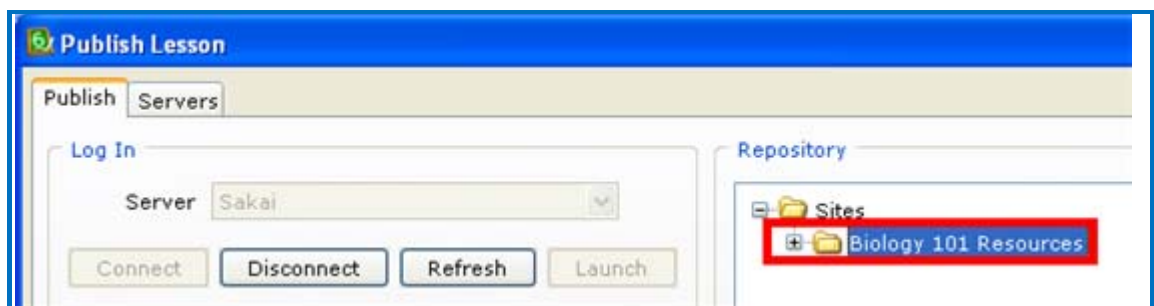 Publish Lesson
Publish Servers
Log In
Server Sakai
Connect Disconnect Refresh Launch
Repository
Sites
Biology 101 Resources